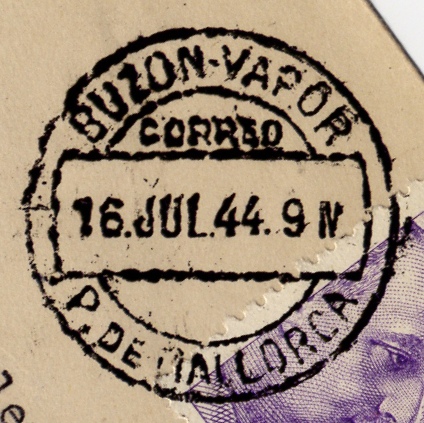 BUZON-VAPOR
CORREO
16.JUL.44.9 N
P. DE MALLORCA